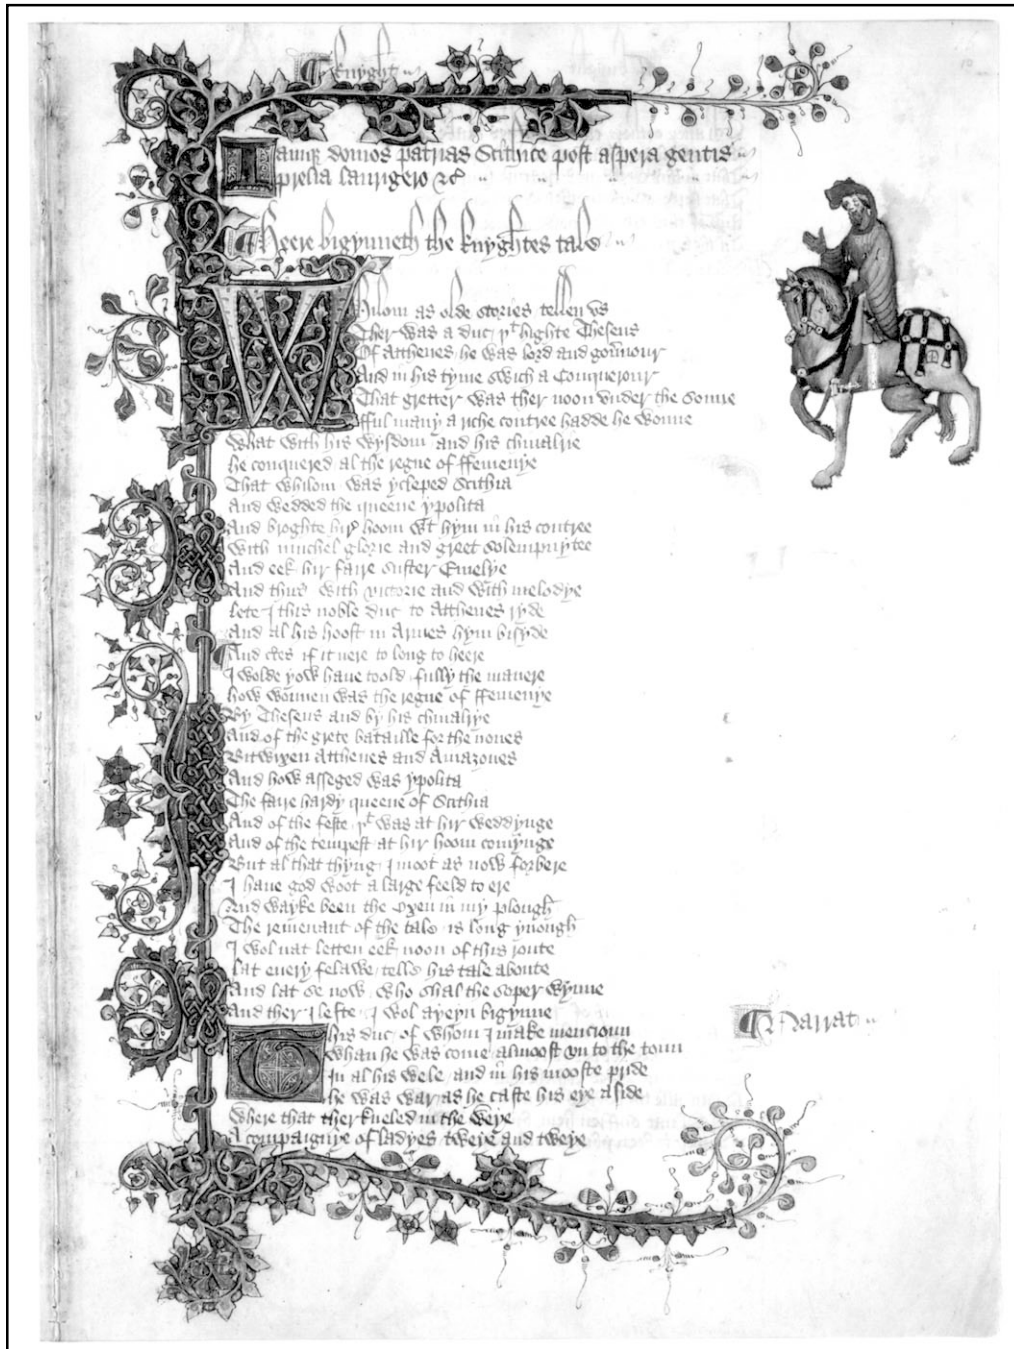 ¶ Knyght
Iamq; domos patrias Scithice post aspera gentis
prelia laurigero &c
¶ Heere bigynneth the knyghtes tale
Whilom as olde stories tellen vs
Ther was a duc þt highte Theseus
Of Atthenes he was lord and gouernour
And in his tyme swich a Conquerour
That gretter was ther noon vnder the sonne
fful many a riche contree hadde he wonne
What with his wysdom and his chiualrie
he conquered al the regne of ffemenye
That whilom was ycleped Scithia
And wedded the queene ypolita
And broghte hire hoom wt hym in his contree
With muchel glorie and greet solempnytee
And eek hir faire suster Emelye
And thus with victorie and with melodye
lete I this noble duc to Atthenes ryde
And al his hoost in Armes hym bisyde
¶ And certes if it nere to long to heere
I wolde yow haue toold fully the manere
how wonnen was the regne of ffemenye
By Theseus and by his chiualrye
And of the grete bataille for the nones
Bitwixen Atthenes and Amazones
And how asseged was ypolita
The faire hardy queene of Scithia
And of the feste þt was at hir weddynge
And of the tempest at hir hoom comynge
But al that thyng I moot as now forbere
I haue god woot a large feeld to ere
And wayke been the oxen in my plough
The remenant of the tale is long ynough
I wol nat letten eek noon of this route
lat euery felawe telle his tale aboute
And lat se now who shal the soper wynne
And ther I lefte I wol ayeyn bigynne
This duc of whom I make mencioun
¶ Narrat
Whan he was come almoost vn to the toun
In al his wele and in his mooste pride
he was war as he caste his eye aside
Where that ther kneled in the weye
A compaignye of ladyes tweye and tweye